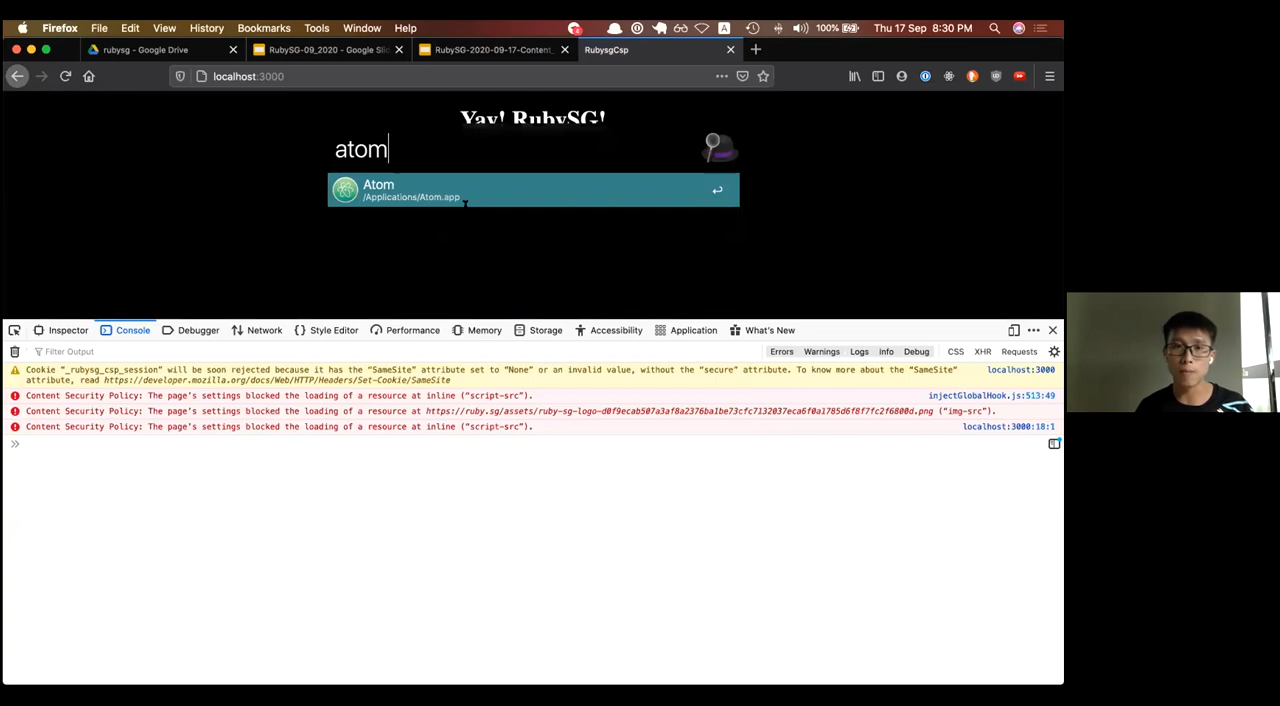 Firefox File Edit View History Bookmarks Tools Window Help 100% Thu 17 Sep 8:30 PM
rubysg - Google Drive RubySG-09_2020 - Google Sli RubySG-2020-09-17-Content_ RubysgCsp
localhost:3000
Yay! RubySG!
atom
Atom
/Applications/Atom.app
Inspector Console Debugger Network Style Editor Performance Memory Storage Accessibility Application What's New
Filter Output Errors Warnings Logs Info Debug CSS XHR Requests
Cookie “_rubysg_csp_session” will be soon rejected because it has the “SameSite” attribute set to “None” or an invalid value, without the “secure” attribute. To know more about the “SameSite” localhost:3000
attribute, read https://developer.mozilla.org/docs/Web/HTTP/Headers/Set-Cookie/SameSite
Content Security Policy: The page's settings blocked the loading of a resource at inline (“script-src”). injectGlobalHook.js:513:49
Content Security Policy: The page's settings blocked the loading of a resource at https://ruby.sg/assets/ruby-sg-logo-d0f9ecab507a3af8a2376ba1be73cfc7132037eca6f0a1785d6f8f7fc2f6800d.png (“img-src”).
Content Security Policy: The page's settings blocked the loading of a resource at inline (“script-src”). localhost:3000:18:1